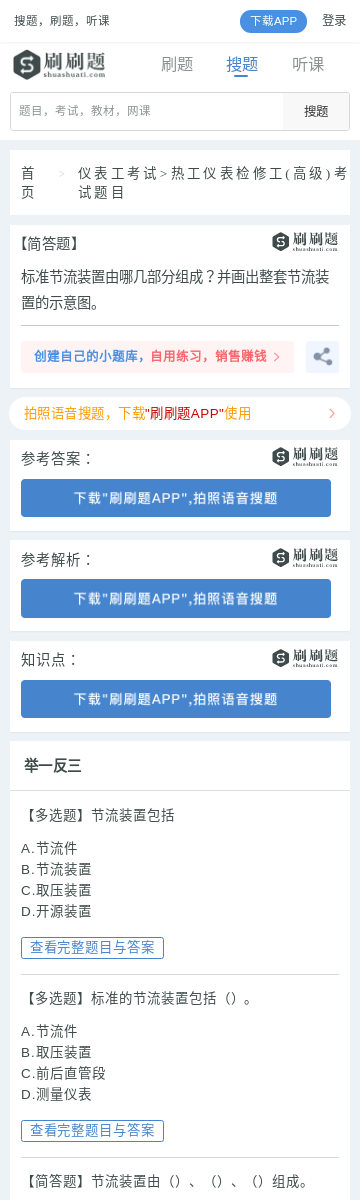 搜题，刷题，听课
下载APP
登录
刷刷题
shuashuati.com
刷题
搜题
听课
题目，考试，教材，网课
搜题
首页
>
仪表工考试>热工仪表检修工(高级)考试题目
【简答题】
刷刷题
shuashuati.com
标准节流装置由哪几部分组成？并画出整套节流装
置的示意图。
创建自己的小题库，自用练习，销售赚钱 >
拍照语音搜题，下载"刷刷题APP"使用
>
参考答案：
刷刷题
shuashuati.com
下载"刷刷题APP",拍照语音搜题
参考解析：
刷刷题
shuashuati.com
下载"刷刷题APP",拍照语音搜题
知识点：
刷刷题
shuashuati.com
下载"刷刷题APP",拍照语音搜题
举一反三
【多选题】节流装置包括
A.节流件
B.节流装置
C.取压装置
D.开源装置
查看完整题目与答案
【多选题】标准的节流装置包括（）。
A.节流件
B.取压装置
C.前后直管段
D.测量仪表
查看完整题目与答案
【简答题】节流装置由（）、（）、（）组成。